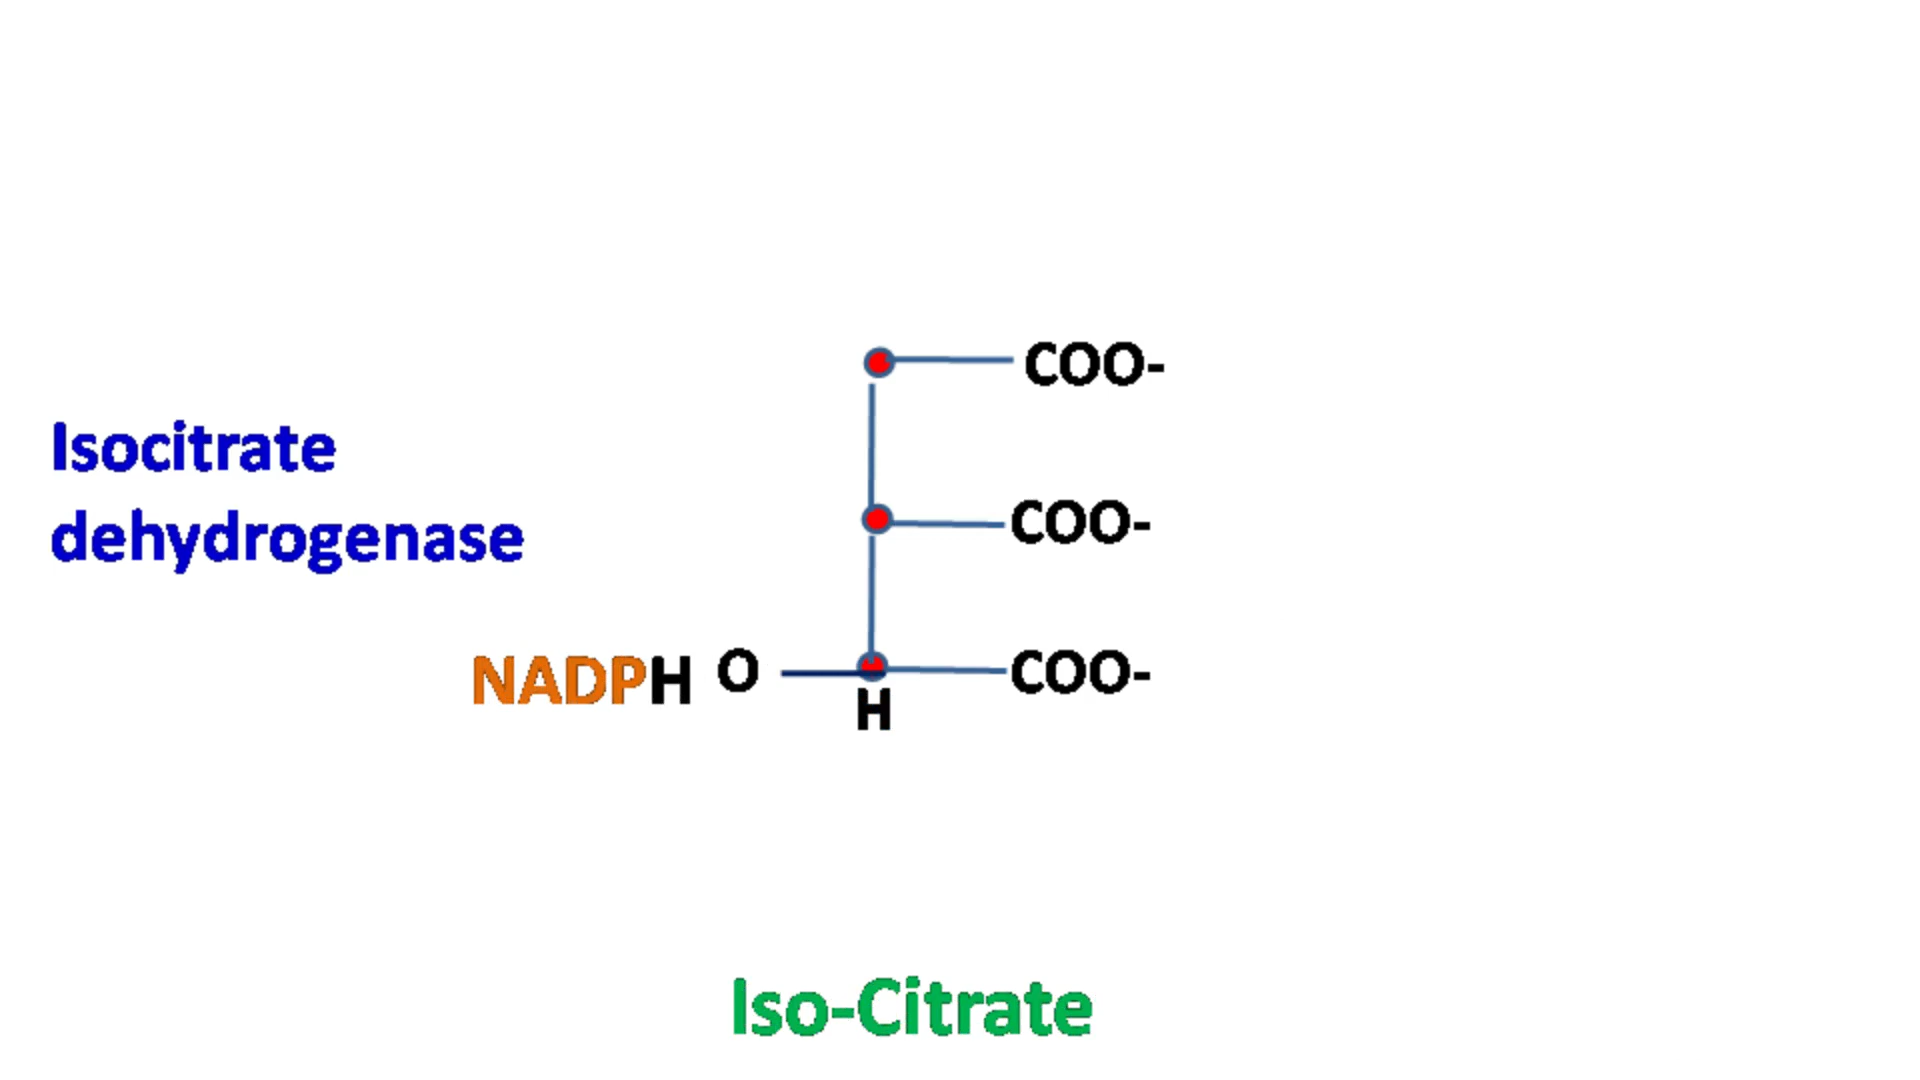 COO-
Isocitrate
dehydrogenase
COO-
NADPH O
COO-
H
Iso-Citrate